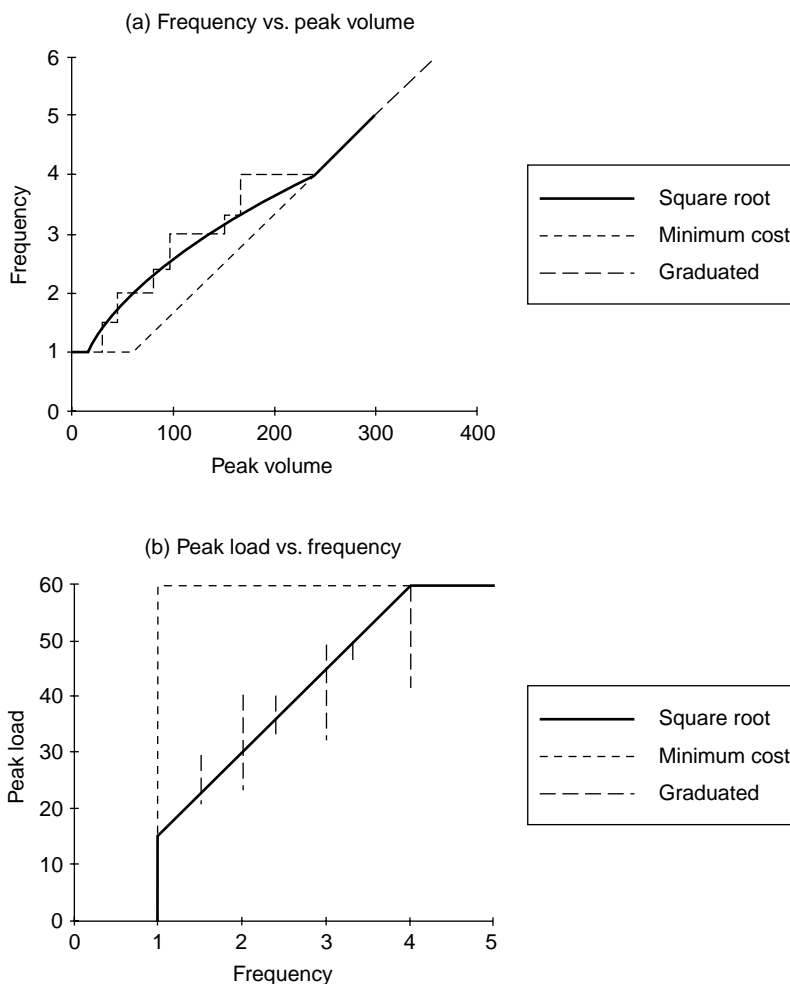 (a) Frequency vs. peak volume
6
5
4
3
2
1
0
Frequency
0 100 200 300 400
Peak volume
Square root
Minimum cost
Graduated
(b) Peak load vs. frequency
60
50
40
30
20
10
0
Peak load
0 1 2 3 4 5
Frequency
Square root
Minimum cost
Graduated